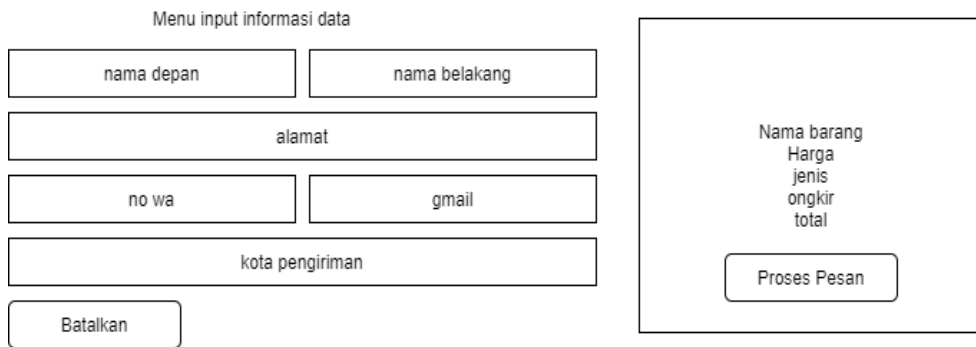 Menu input informasi data
nama depan
nama belakang
alamat
no wa
gmail
kota pengiriman
Batalkan
Nama barang
Harga
jenis
ongkir
total
Proses Pesan